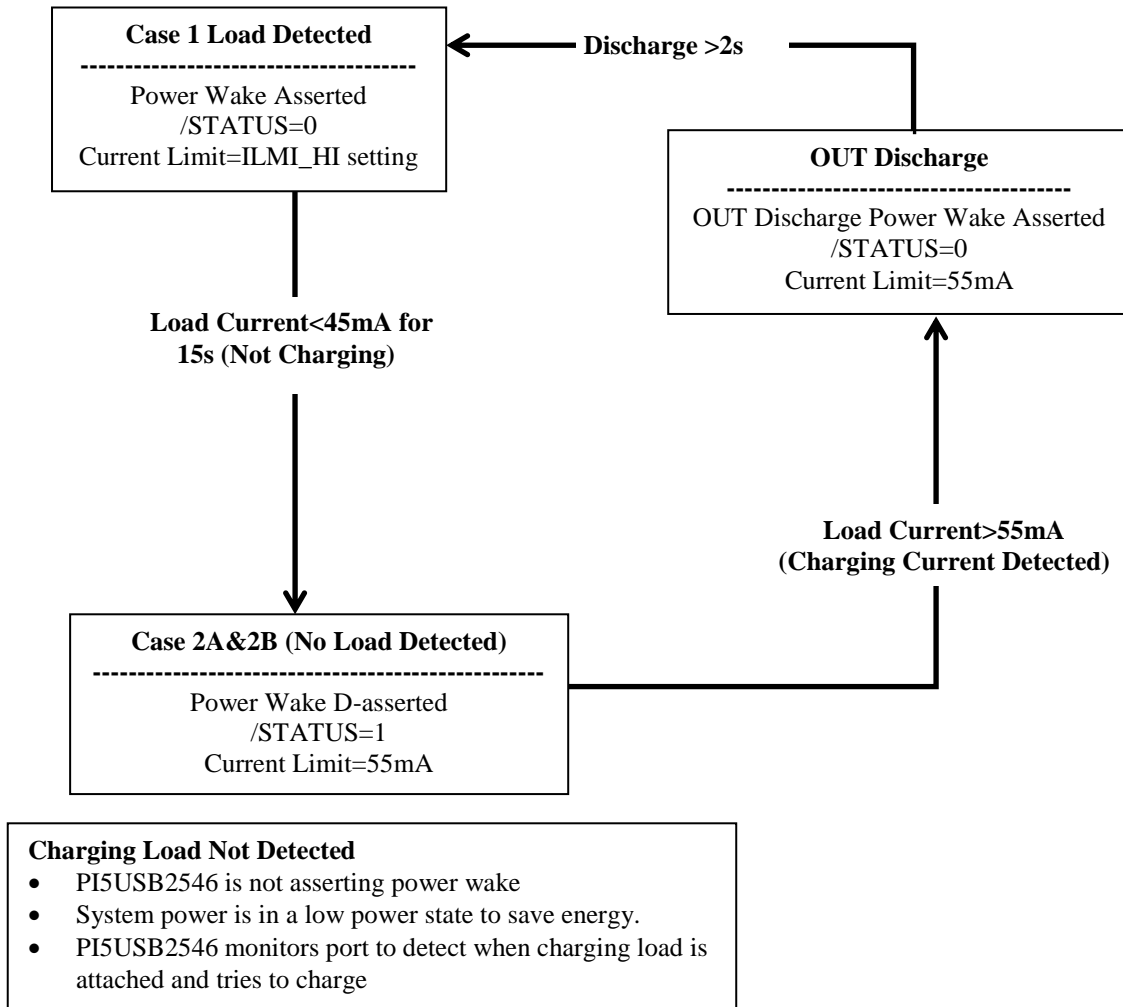 Case 1 Load Detected
----------------------------------------
Power Wake Asserted
/STATUS=0
Current Limit=ILMI_HI setting
Discharge >2s
OUT Discharge
-----------------------------------------
OUT Discharge Power Wake Asserted
/STATUS=0
Current Limit=55mA
Load Current<45mA for
15s (Not Charging)
Load Current>55mA
(Charging Current Detected)
Case 2A&2B (No Load Detected)
------------------------------------------------------
Power Wake D-asserted
/STATUS=1
Current Limit=55mA
Charging Load Not Detected
• PI5USB2546 is not asserting power wake
• System power is in a low power state to save energy.
• PI5USB2546 monitors port to detect when charging load is
attached and tries to charge